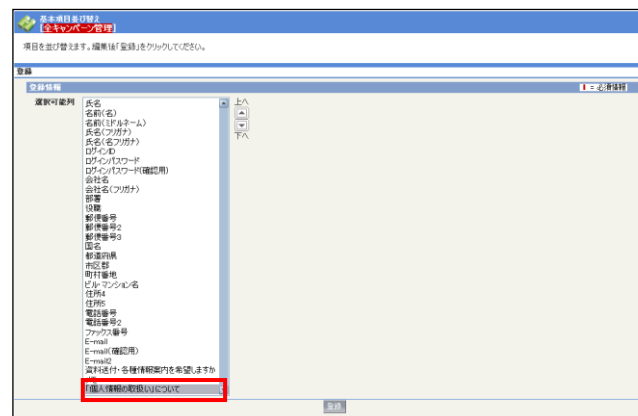 基本項目並び替え
[全キャンペーン管理]
項目を並び替えます。編集後「登録」をクリックしてください。
登録
登録情報
! = 必須情報
選択可能列
上へ
下へ
氏名
名前(名)
名前(ミドルネーム)
氏名(フリガナ)
氏名(名フリガナ)
ログインID
ログインパスワード
ログインパスワード(確認用)
会社名
会社名(フリガナ)
部署
役職
郵便番号
郵便番号2
郵便番号3
国名
都道府県
市区郡
町村番地
ビル・マンション名
住所4
住所5
電話番号
電話番号2
ファックス番号
E-mail
E-mail(確認用)
E-mail2
資料送付・各種情報案内を希望しますか
「個人情報の取扱い」について
登録